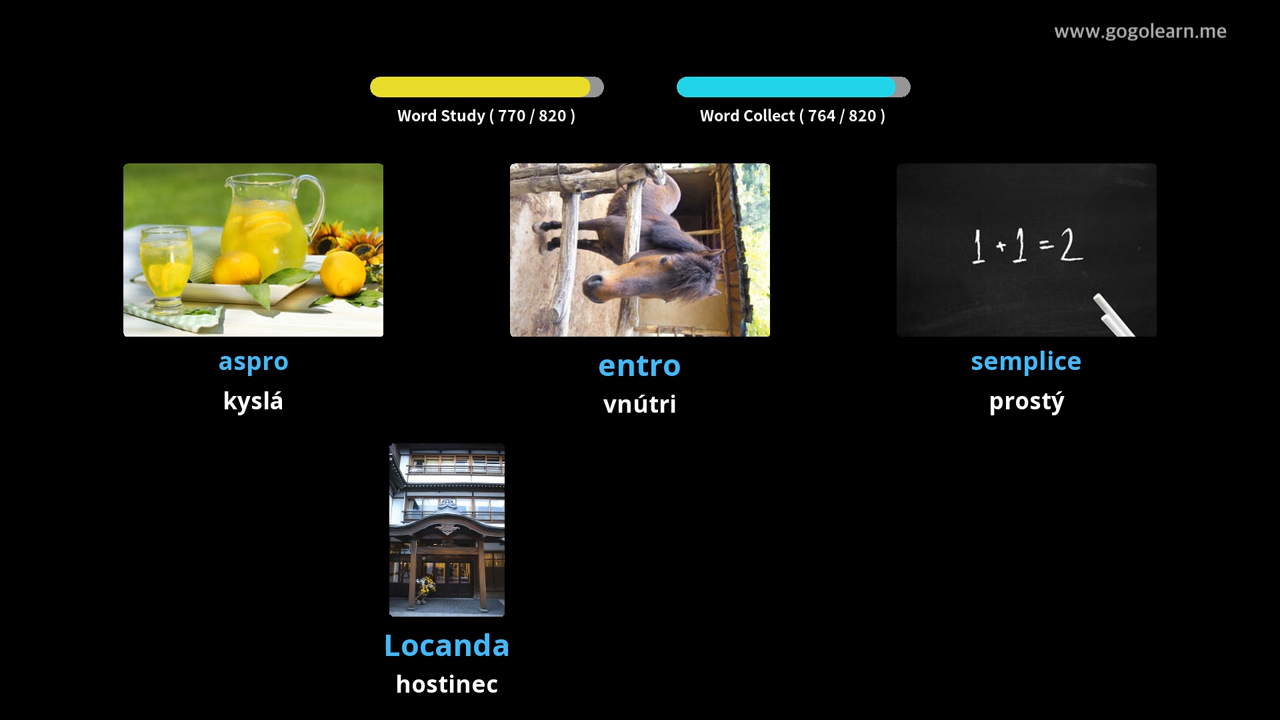 www.gogolearn.me
Word Study ( 770 / 820 )
Word Collect ( 764 / 820 )
1 + 1 = 2
aspro
kyslá
entro
vnútri
semplice
prostý
Locanda
hostinec